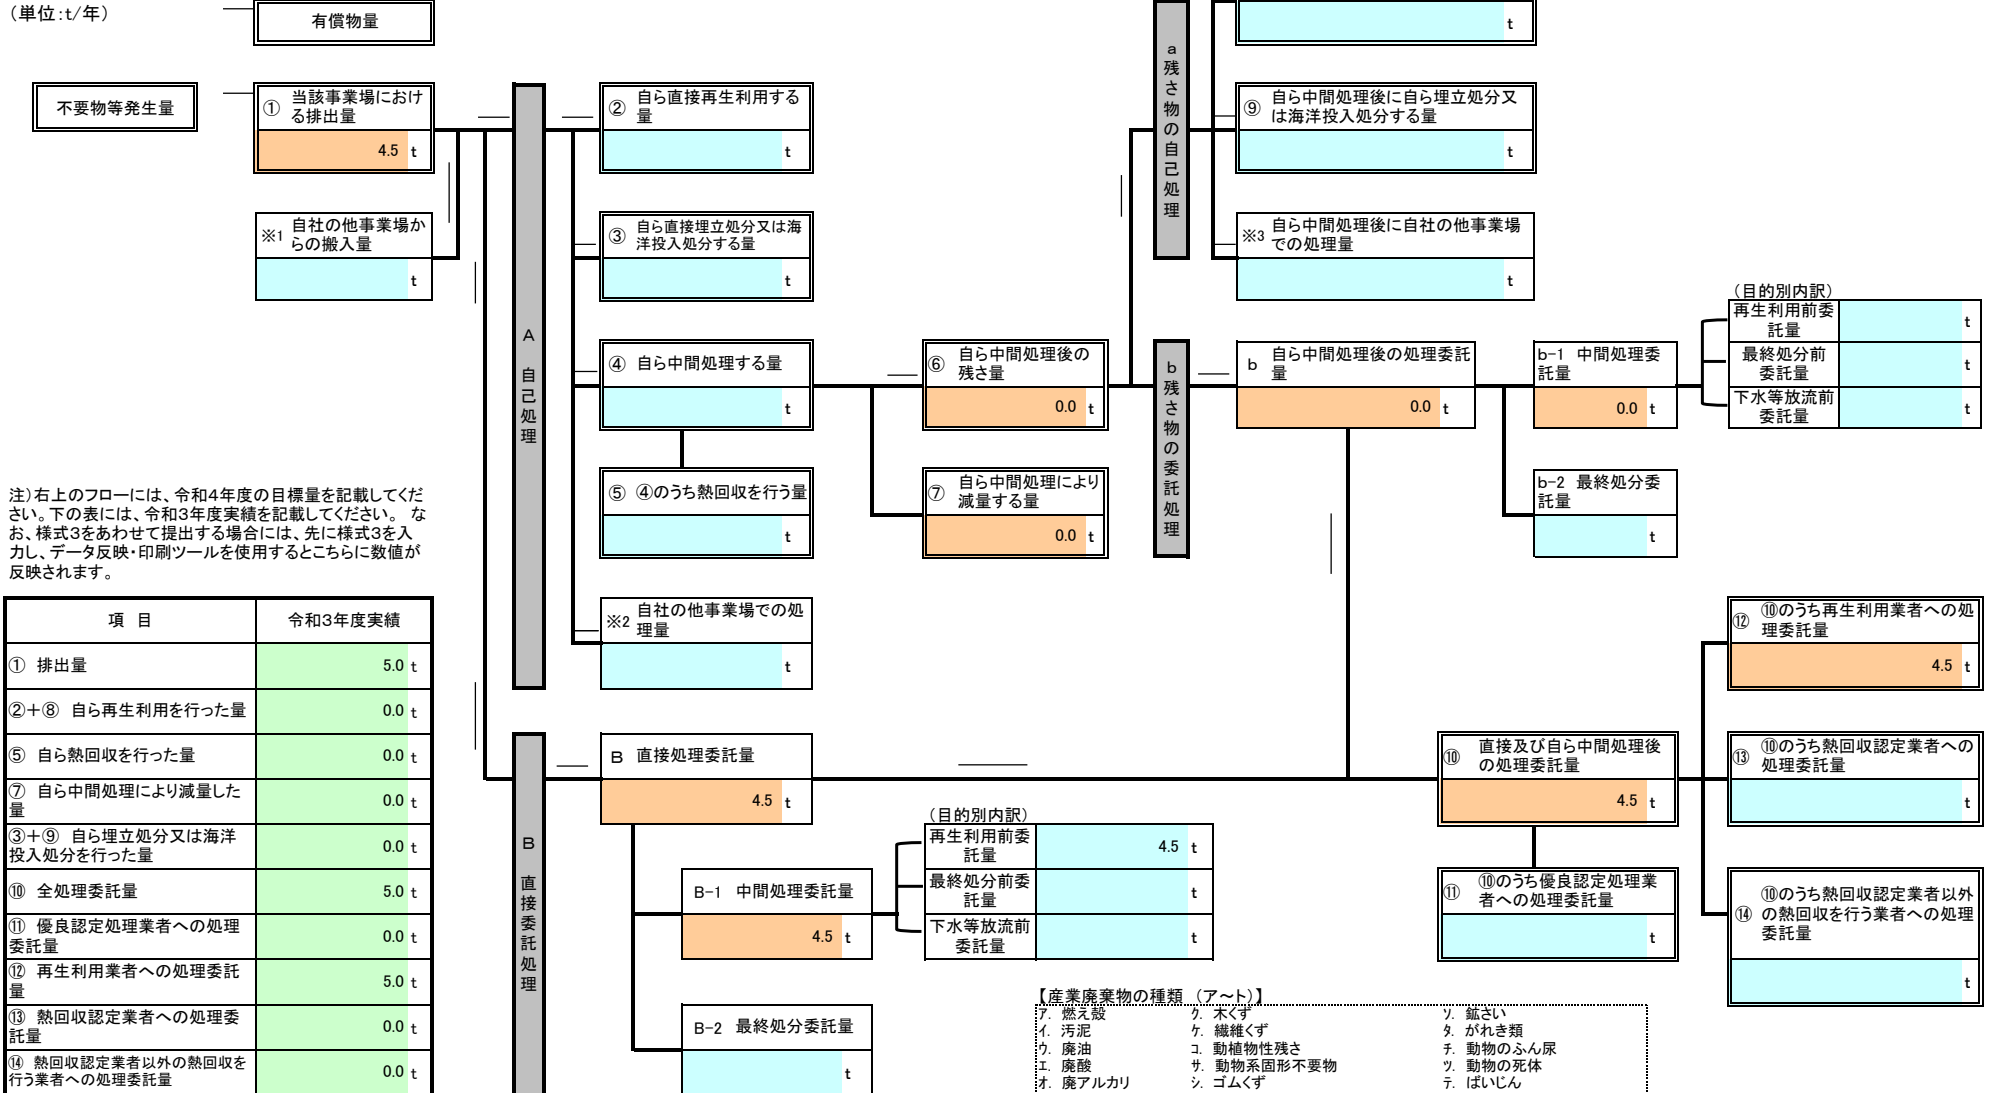 （単位：t/年）
有償物量
t
不要物等発生量
① 当該事業場におけ
る排出量
4.5 t
※1 自社の他事業場か
らの搬入量
t
A 自己処理
② 自ら直接再生利用する
量
t
③ 自ら直接埋立処分又は海
洋投入処分する量
t
④ 自ら中間処理する量
t
⑤ ④のうち熱回収を行う量
t
※2 自社の他事業場での処
理量
t
⑥ 自ら中間処理後の
残さ量
0.0 t
⑦ 自ら中間処理により
減量する量
0.0 t
a 残さ物の自己処理
⑨ 自ら中間処理後に自ら埋立処分又
は海洋投入処分する量
t
※3 自ら中間処理後に自社の他事業場
での処理量
t
b 残さ物の委託処理
b 自ら中間処理後の処理委託
量
0.0 t
b-1 中間処理委
託量
0.0 t
b-2 最終処分委
託量
t
（目的別内訳）
再生利用前委
託量
t
最終処分前
委託量
t
下水等放流前
委託量
t
注）右上のフローには、令和４年度の目標量を記載してくだ
さい。下の表には、令和３年度実績を記載してください。 な
お、様式３をあわせて提出する場合には、先に様式３を入
力し、データ反映・印刷ツールを使用するとこちらに数値が
反映されます。
項 目 令和３年度実績
① 排出量 5.0 t
②＋⑧ 自ら再生利用を行った量 0.0 t
⑤ 自ら熱回収を行った量 0.0 t
⑦ 自ら中間処理により減量した
量 0.0 t
③＋⑨ 自ら埋立処分又は海洋
投入処分を行った量 0.0 t
⑩ 全処理委託量 5.0 t
⑪ 優良認定処理業者への処理
委託量 0.0 t
⑫ 再生利用業者への処理委託
量 5.0 t
⑬ 熱回収認定業者への処理委
託量 0.0 t
⑭ 熱回収認定業者以外の熱回収を
行う業者への処理委託量 0.0 t
B 直接委託処理
B 直接処理委託量
4.5 t
B-1 中間処理委託量
4.5 t
B-2 最終処分委託量
t
（目的別内訳）
再生利用前委
託量
4.5 t
最終処分前委
託量
t
下水等放流前
委託量
t
⑩ 直接及び自ら中間処理後
の処理委託量
4.5 t
⑪ ⑩のうち優良認定処理業
者への処理委託量
t
⑫ ⑩のうち再生利用業者への処
理委託量
4.5 t
⑬ ⑩のうち熱回収認定業者への
処理委託量
t
⑭ ⑩のうち熱回収認定業者以外
の熱回収を行う業者への処理
委託量
t
【産業廃棄物の種類 （ア～ト）】
ア. 燃え殻 ク. 木くず ソ. 鉱さい
イ. 汚泥 ケ. 繊維くず タ. がれき類
ウ. 廃油 コ. 動植物性残さ チ. 動物のふん尿
エ. 廃酸 サ. 動物系固形不要物 ツ. 動物の死体
オ. 廃アルカリ シ. ゴムくず テ. ばいじん